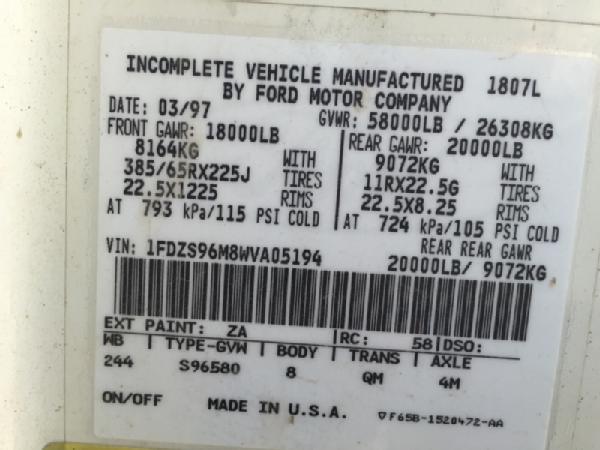 INCOMPLETE VEHICLE MANUFACTURED 1807L
BY FORD MOTOR COMPANY
DATE: 03/97 GVWR: 58000LB / 26308KG
FRONT GAWR: 18000LB REAR GAWR: 20000LB
8164KG WITH 9072KG WITH
385/65RX225J TIRES 11RX22.5G TIRES
22.5X1225 RIMS 22.5X8.25 RIMS
AT 793 kPa/115 PSI COLD AT 724 kPa/105 PSI COLD
VIN: 1FDZS96M8WVA05194 REAR REAR GAWR
20000LB/ 9072KG
EXT PAINT: ZA RC: 58 DSO:
WB TYPE-GVW BODY TRANS AXLE
244 S96580 8 QM 4M
ON/OFF MADE IN U.S.A. F65B-1520472-AA